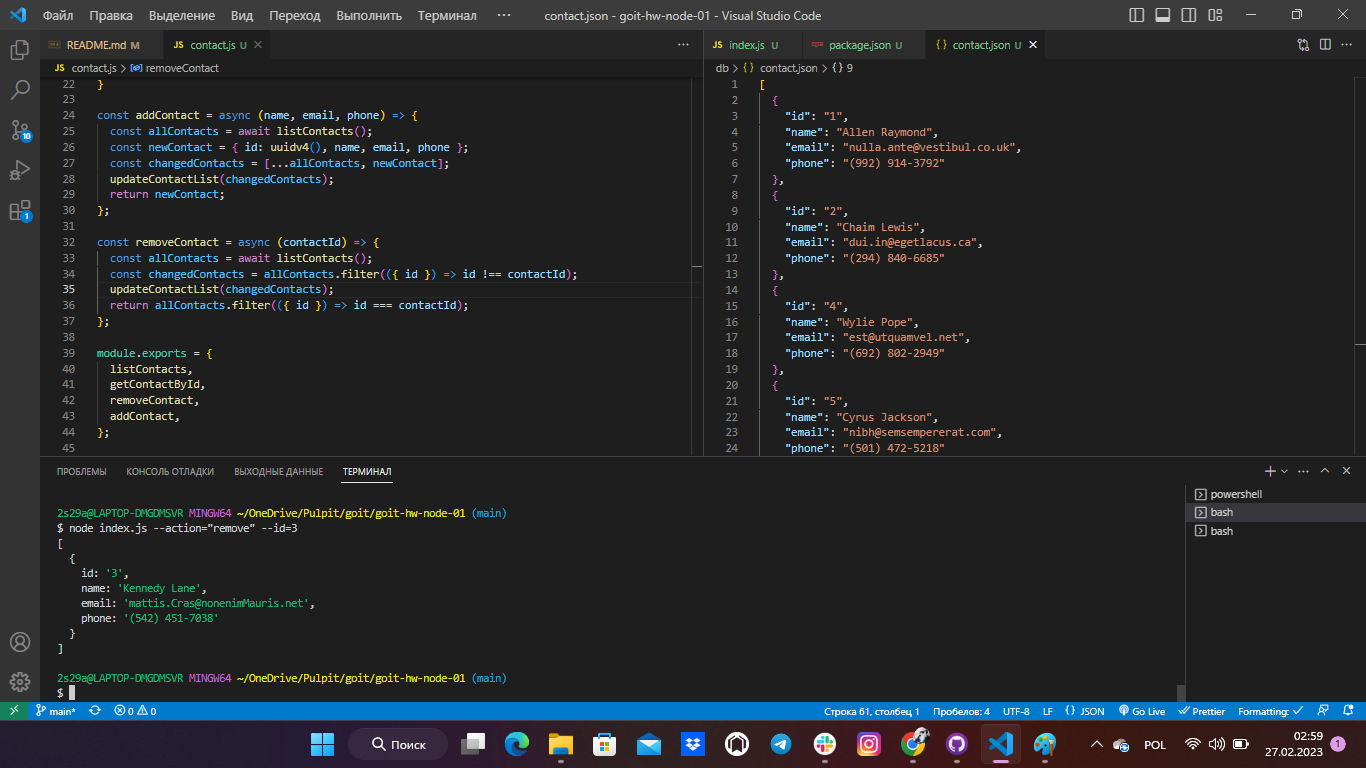 Файл Правка Выделение Вид Переход Выполнить Терминал ··· contact.json - goit-hw-node-01 - Visual Studio Code
README.md M
JS contact.js U
···
JS index.js U
package.json U
{} contact.json U
···
JS contact.js > removeContact
22 }
23
24 const addContact = async (name, email, phone) => {
25 const allContacts = await listContacts();
26 const newContact = { id: uuidv4(), name, email, phone };
27 const changedContacts = [...allContacts, newContact];
28 updateContactList(changedContacts);
29 return newContact;
30 };
31
32 const removeContact = async (contactId) => {
33 const allContacts = await listContacts();
34 const changedContacts = allContacts.filter(({ id }) => id !== contactId);
35 updateContactList(changedContacts);
36 return allContacts.filter(({ id }) => id === contactId);
37 };
38
39 module.exports = {
40 listContacts,
41 getContactById,
42 removeContact,
43 addContact,
44 };
45
db > {} contact.json > {} 9
1 [
2 {
3 "id": "1",
4 "name": "Allen Raymond",
5 "email": "nulla.ante@vestibul.co.uk",
6 "phone": "(992) 914-3792"
7 },
8 {
9 "id": "2",
10 "name": "Chaim Lewis",
11 "email": "dui.in@egetlacus.ca",
12 "phone": "(294) 840-6685"
13 },
14 {
15 "id": "4",
16 "name": "Wylie Pope",
17 "email": "est@utquamvel.net",
18 "phone": "(692) 802-2949"
19 },
20 {
21 "id": "5",
22 "name": "Cyrus Jackson",
23 "email": "nibh@semsempererat.com",
24 "phone": "(501) 472-5218"
10
1
ПРОБЛЕМЫ КОНСОЛЬ ОТЛАДКИ ВЫХОДНЫЕ ДАННЫЕ ТЕРМИНАЛ
2s29a@LAPTOP-DMGDMSVR MINGW64 ~/OneDrive/Pulpit/goit/goit-hw-node-01 (main)
$ node index.js --action="remove" --id=3
[
{
id: '3',
name: 'Kennedy Lane',
email: 'mattis.Cras@nonenimMauris.net',
phone: '(542) 451-7038'
}
]
2s29a@LAPTOP-DMGDMSVR MINGW64 ~/OneDrive/Pulpit/goit/goit-hw-node-01 (main)
$
powershell
bash
bash
main* 0 0 Строка 61, столбец 1 Пробелов: 4 UTF-8 LF {} JSON Go Live Prettier Formatting:
Поиск
POL
02:59
27.02.2023
1